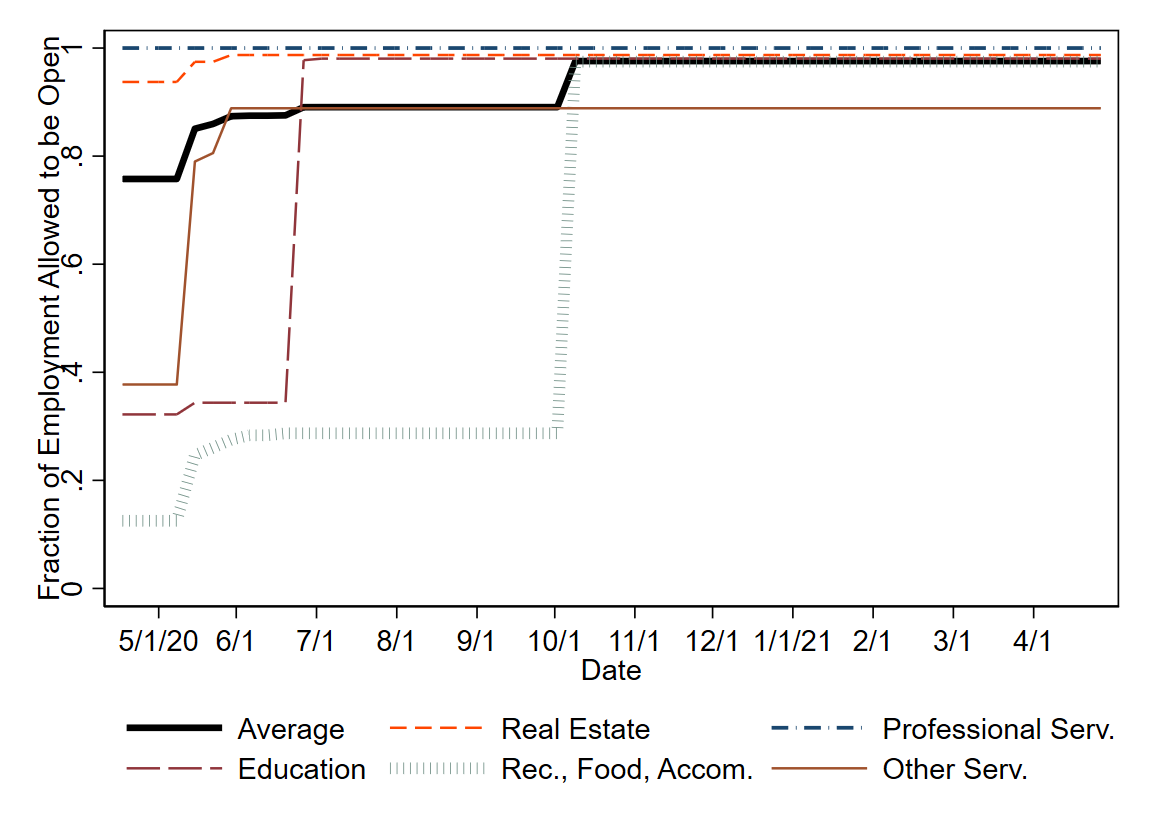 Fraction of Employment Allowed to be Open
1
.8
.6
.4
.2
0
5/1/20 6/1 7/1 8/1 9/1 10/1 11/1 12/1 1/1/21 2/1 3/1 4/1
Date
Average Real Estate Professional Serv.
Education Rec., Food, Accom. Other Serv.